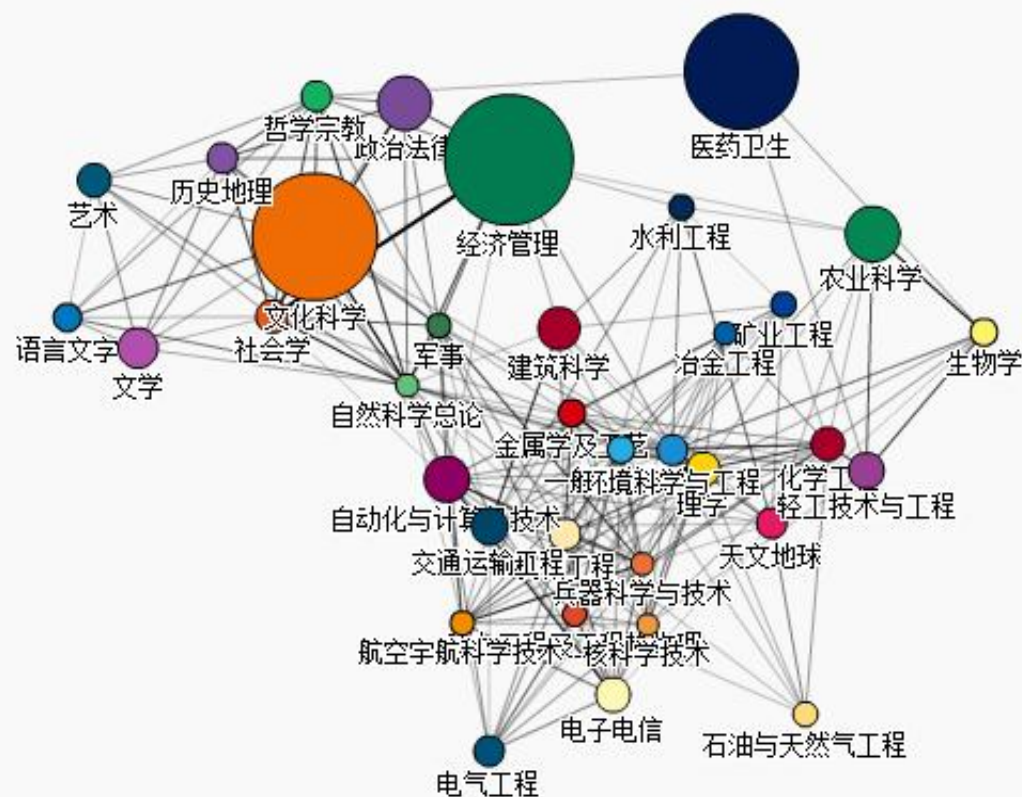 哲学宗教
政治法律
医药卫生
历史地理
艺术
经济管理
水利工程
农业科学
文化科学
社会学
语言文字
文学
军事
建筑科学
冶金工程
矿业工程
生物学
自然科学总论
金属学及工艺
一般
环境科学与工程
理学
化学工
轻工技术与工程
自动化与计算
技术
交通运输工程
工程
天文地球
兵器科学与技术
航空宇航科学技术
核科学技术
电子电信
石油与天然气工程
电气工程